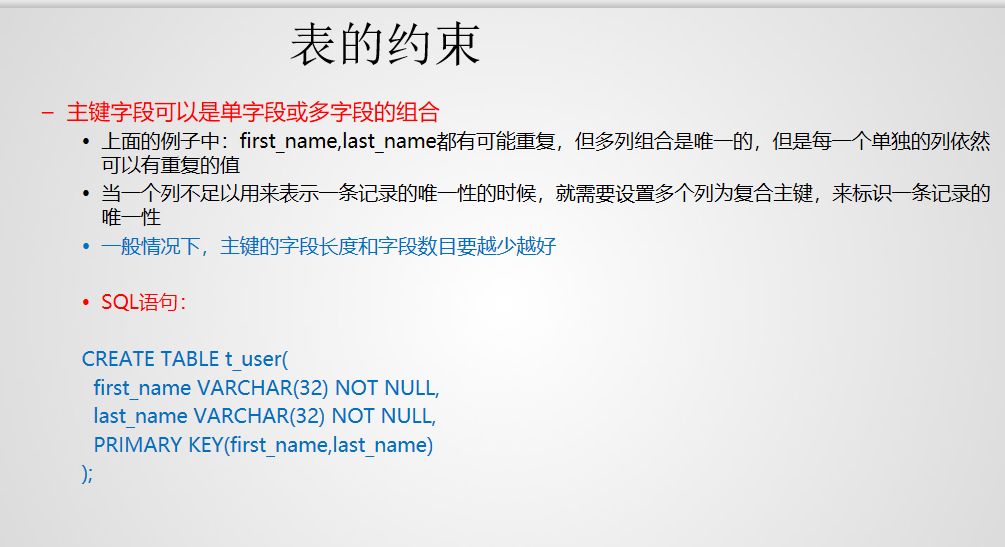 表的约束
– 主键字段可以是单字段或多字段的组合
• 上面的例子中：first_name,last_name都有可能重复，但多列组合是唯一的，但是每一个单独的列依然
可以有重复的值
• 当一个列不足以用来表示一条记录的唯一性的时候，就需要设置多个列为复合主键，来标识一条记录的
唯一性
• 一般情况下，主键的字段长度和字段数目要越少越好
• SQL语句：
CREATE TABLE t_user(
first_name VARCHAR(32) NOT NULL,
last_name VARCHAR(32) NOT NULL,
PRIMARY KEY(first_name,last_name)
);